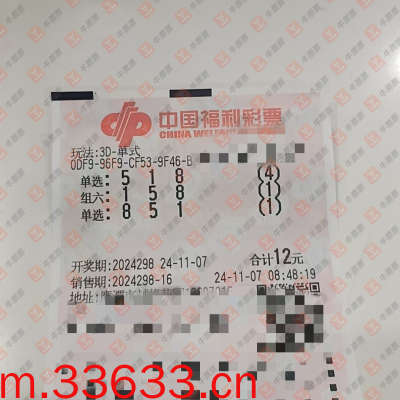 中国福利彩票
CHINA WELFARE
玩法:3D-单式
0DF9-96F9-CF53-9F46-B
单选: 5 1 8 (4)
组六: 1 5 8 (1)
单选: 8 5 1 (1)
开奖期:2024298 24-11-07 合计12元
销售期:2024298-16 24-11-07 08:48:19
地址:
m.33633.cn